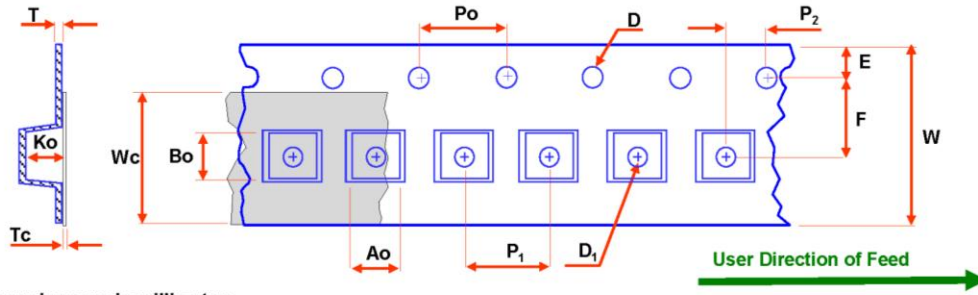 T
Po
D
P2
E
F
W
Ko
Wc
Bo
Tc
Ao
P1
D1
User Direction of Feed